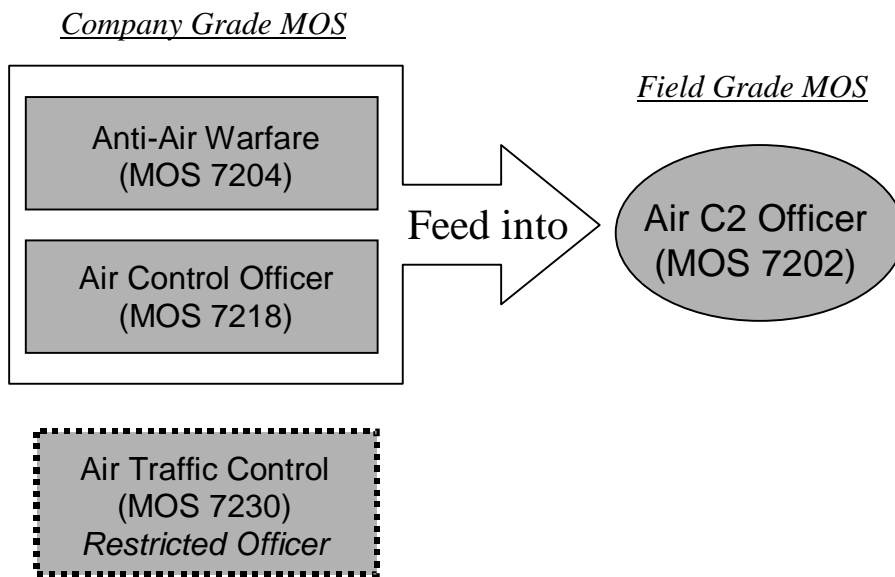 Company Grade MOS
Anti-Air Warfare
(MOS 7204)
Air Control Officer
(MOS 7218)
Feed into
Field Grade MOS
Air C2 Officer
(MOS 7202)
Air Traffic Control
(MOS 7230)
Restricted Officer